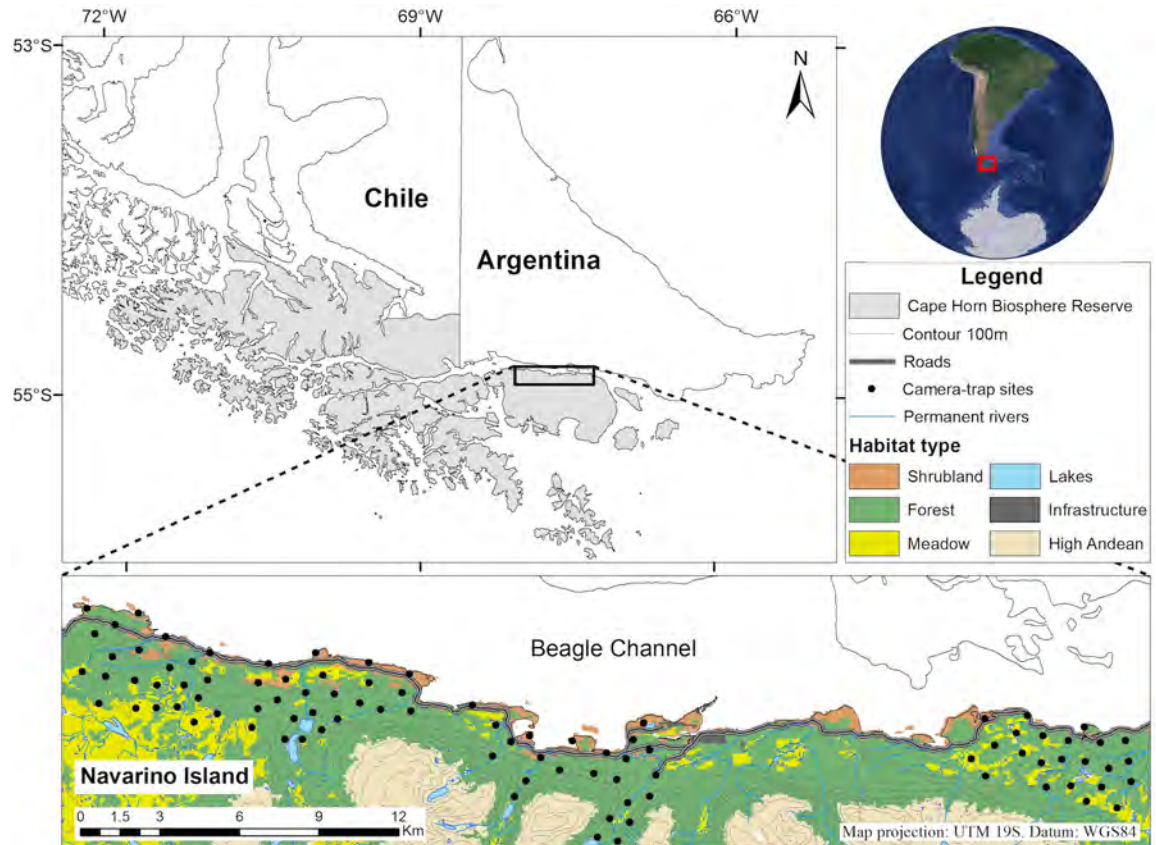 72°W 69°W 66°W
53°S
N
Chile
Argentina
55°S
Legend
Cape Horn Biosphere Reserve
Contour 100m
Roads
Camera-trap sites
Permanent rivers
Habitat type
Shrubland Lakes
Forest Infrastructure
Meadow High Andean
Beagle Channel
Navarino Island
0 1.5 3 6 9 12
Km
Map projection: UTM 19S. Datum: WGS84